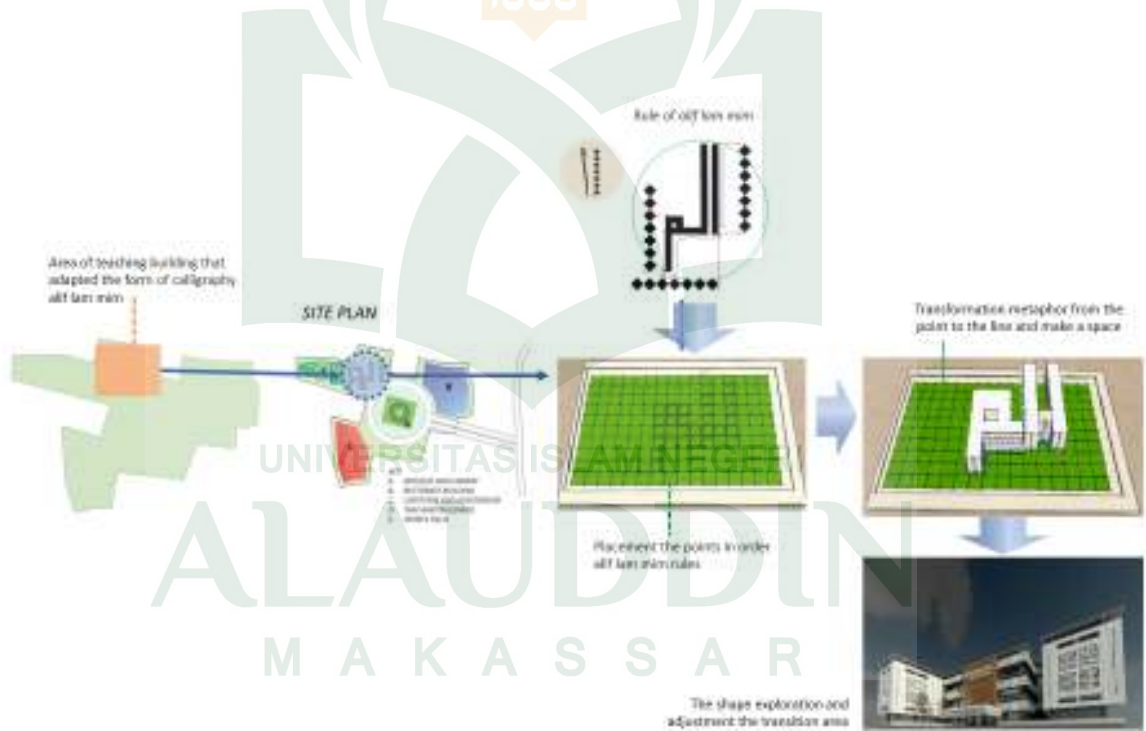 Rule of alif lam mim
Area of teaching building that
adapted the form of calligraphy
alif lam mim
SITE PLAN
Transformation metaphor from the
point to the line and make a space
UNIVERSITAS ISLAM NEGERI
Placement the points in order
alif lam mim rules
ALAUDDIN
MAKASSAR
The shape exploration and
adjustment the transition area